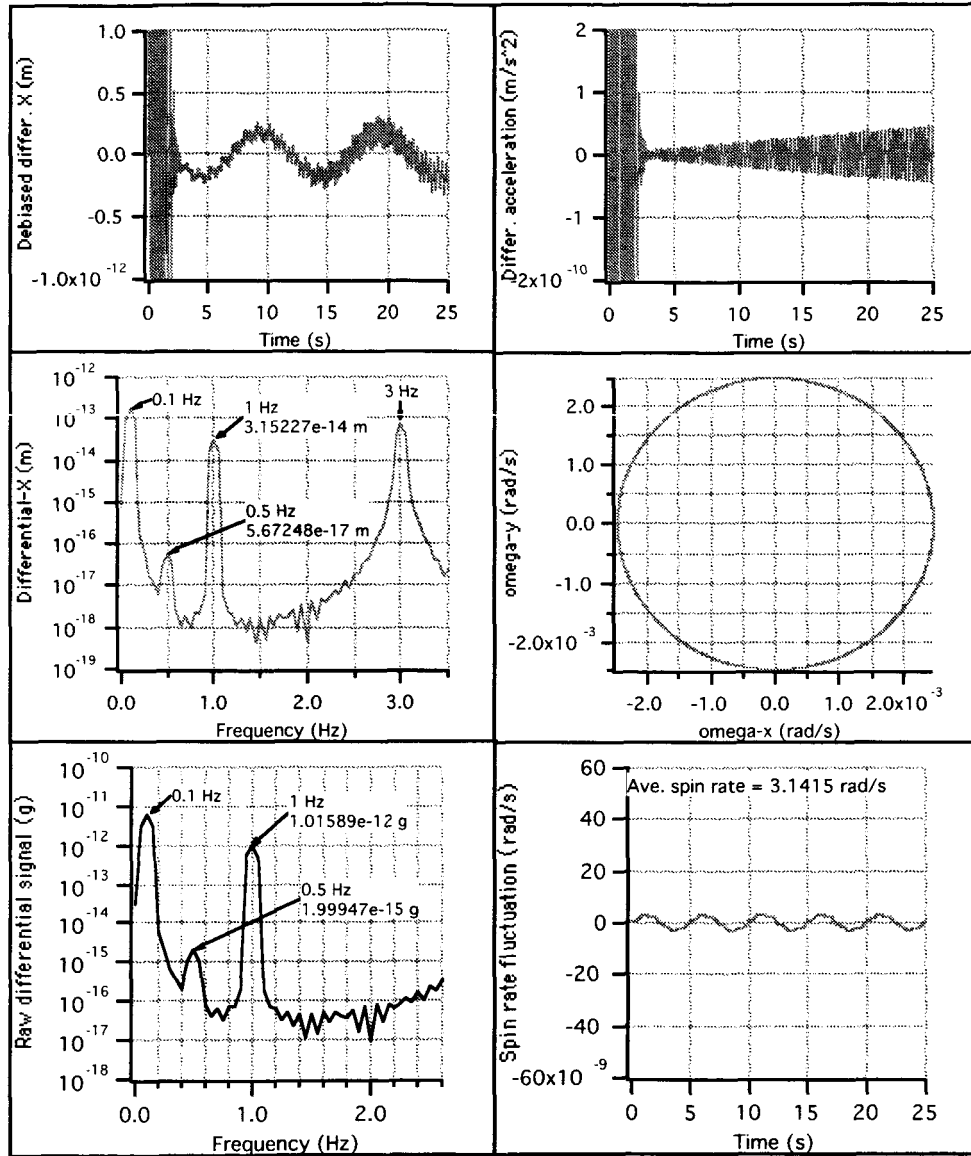 Debiased differ. X (m)
1.0
0.5
0.0
-0.5
-1.0x10 -12
0 5 10 15 20 25
Time (s)
Differ. acceleration (m/s^2)
2
1
0
-1
-2x10 -10
0 5 10 15 20 25
Time (s)
Differential-X (m)
10 -12
10 -13
10 -14
10 -15
10 -16
10 -17
10 -18
10 -19
0.1 Hz
1 Hz
3.15227e-14 m
3 Hz
0.5 Hz
5.67248e-17 m
0.0 1.0 2.0 3.0
Frequency (Hz)
omega-y (rad/s)
2.0
1.0
0.0
-1.0
-2.0x10 -3
-2.0 -1.0 0.0 1.0 2.0x10 -3
omega-x (rad/s)
Raw differential signal (g)
10 -10
10 -11
10 -12
10 -13
10 -14
10 -15
10 -16
10 -17
10 -18
0.1 Hz
1 Hz
1.01589e-12 g
0.5 Hz
1.99947e-15 g
0.0 1.0 2.0
Frequency (Hz)
Spin rate fluctuation (rad/s)
60
40
20
0
-20
-40
-60x10 -9
Ave. spin rate = 3.1415 rad/s
0 5 10 15 20 25
Time (s)